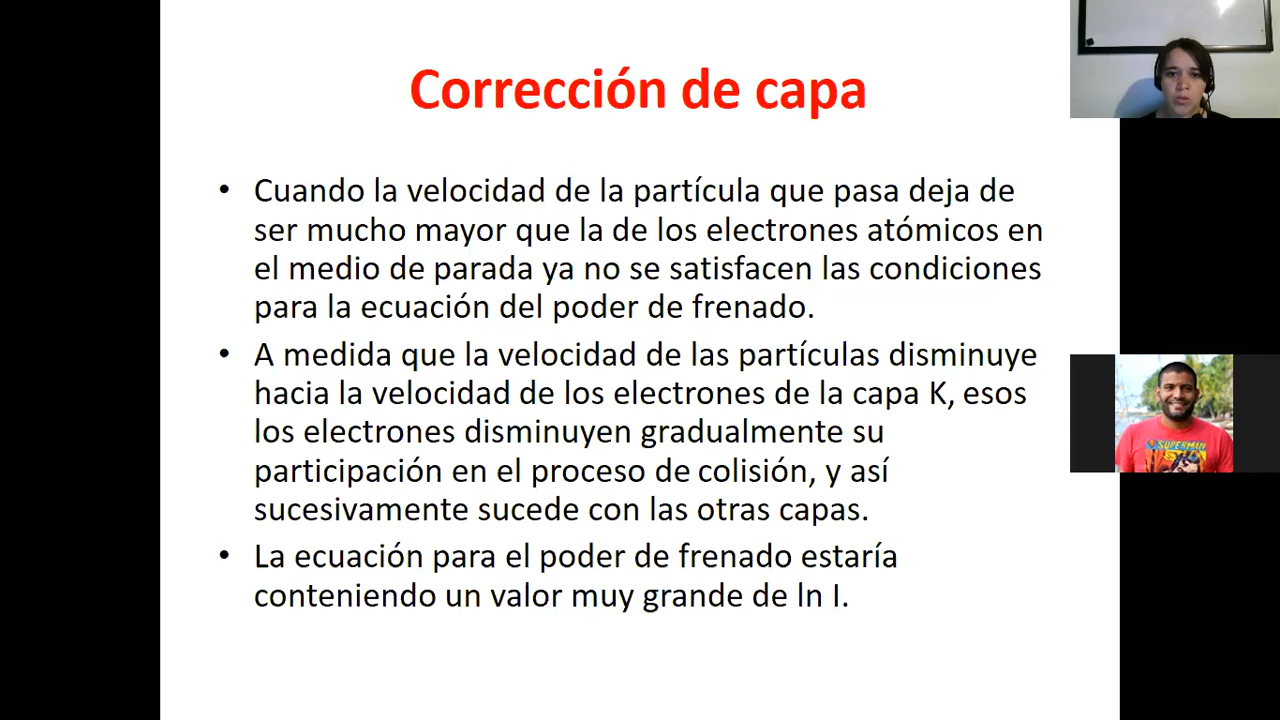 Corrección de capa
• Cuando la velocidad de la partícula que pasa deja de
ser mucho mayor que la de los electrones atómicos en
el medio de parada ya no se satisfacen las condiciones
para la ecuación del poder de frenado.
• A medida que la velocidad de las partículas disminuye
hacia la velocidad de los electrones de la capa K, esos
los electrones disminuyen gradualmente su
participación en el proceso de colisión, y así
sucesivamente sucede con las otras capas.
• La ecuación para el poder de frenado estaría
conteniendo un valor muy grande de ln I.
SUPERMAN